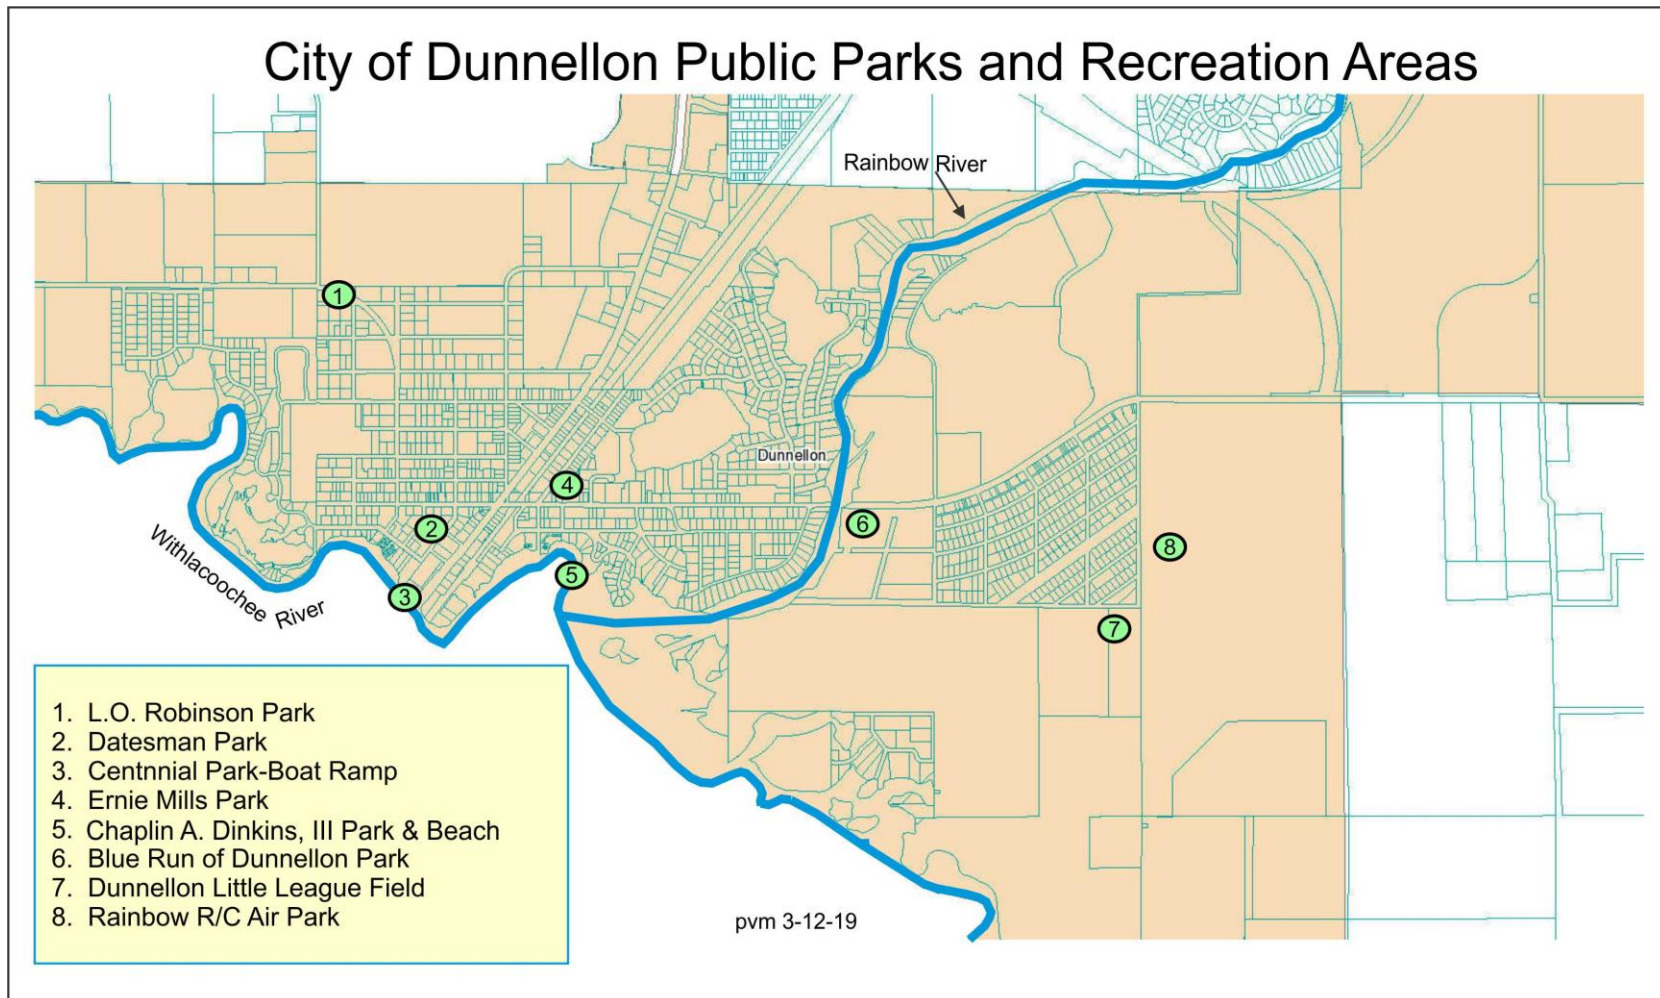 City of Dunnellon Public Parks and Recreation Areas
Rainbow River
1
Dunnellon
4
2
6
8
5
3
7
Withlacoochee River
1. L.O. Robinson Park
2. Datesman Park
3. Centnnial Park-Boat Ramp
4. Ernie Mills Park
5. Chaplin A. Dinkins, III Park & Beach
6. Blue Run of Dunnellon Park
7. Dunnellon Little League Field
8. Rainbow R/C Air Park
pvm 3-12-19